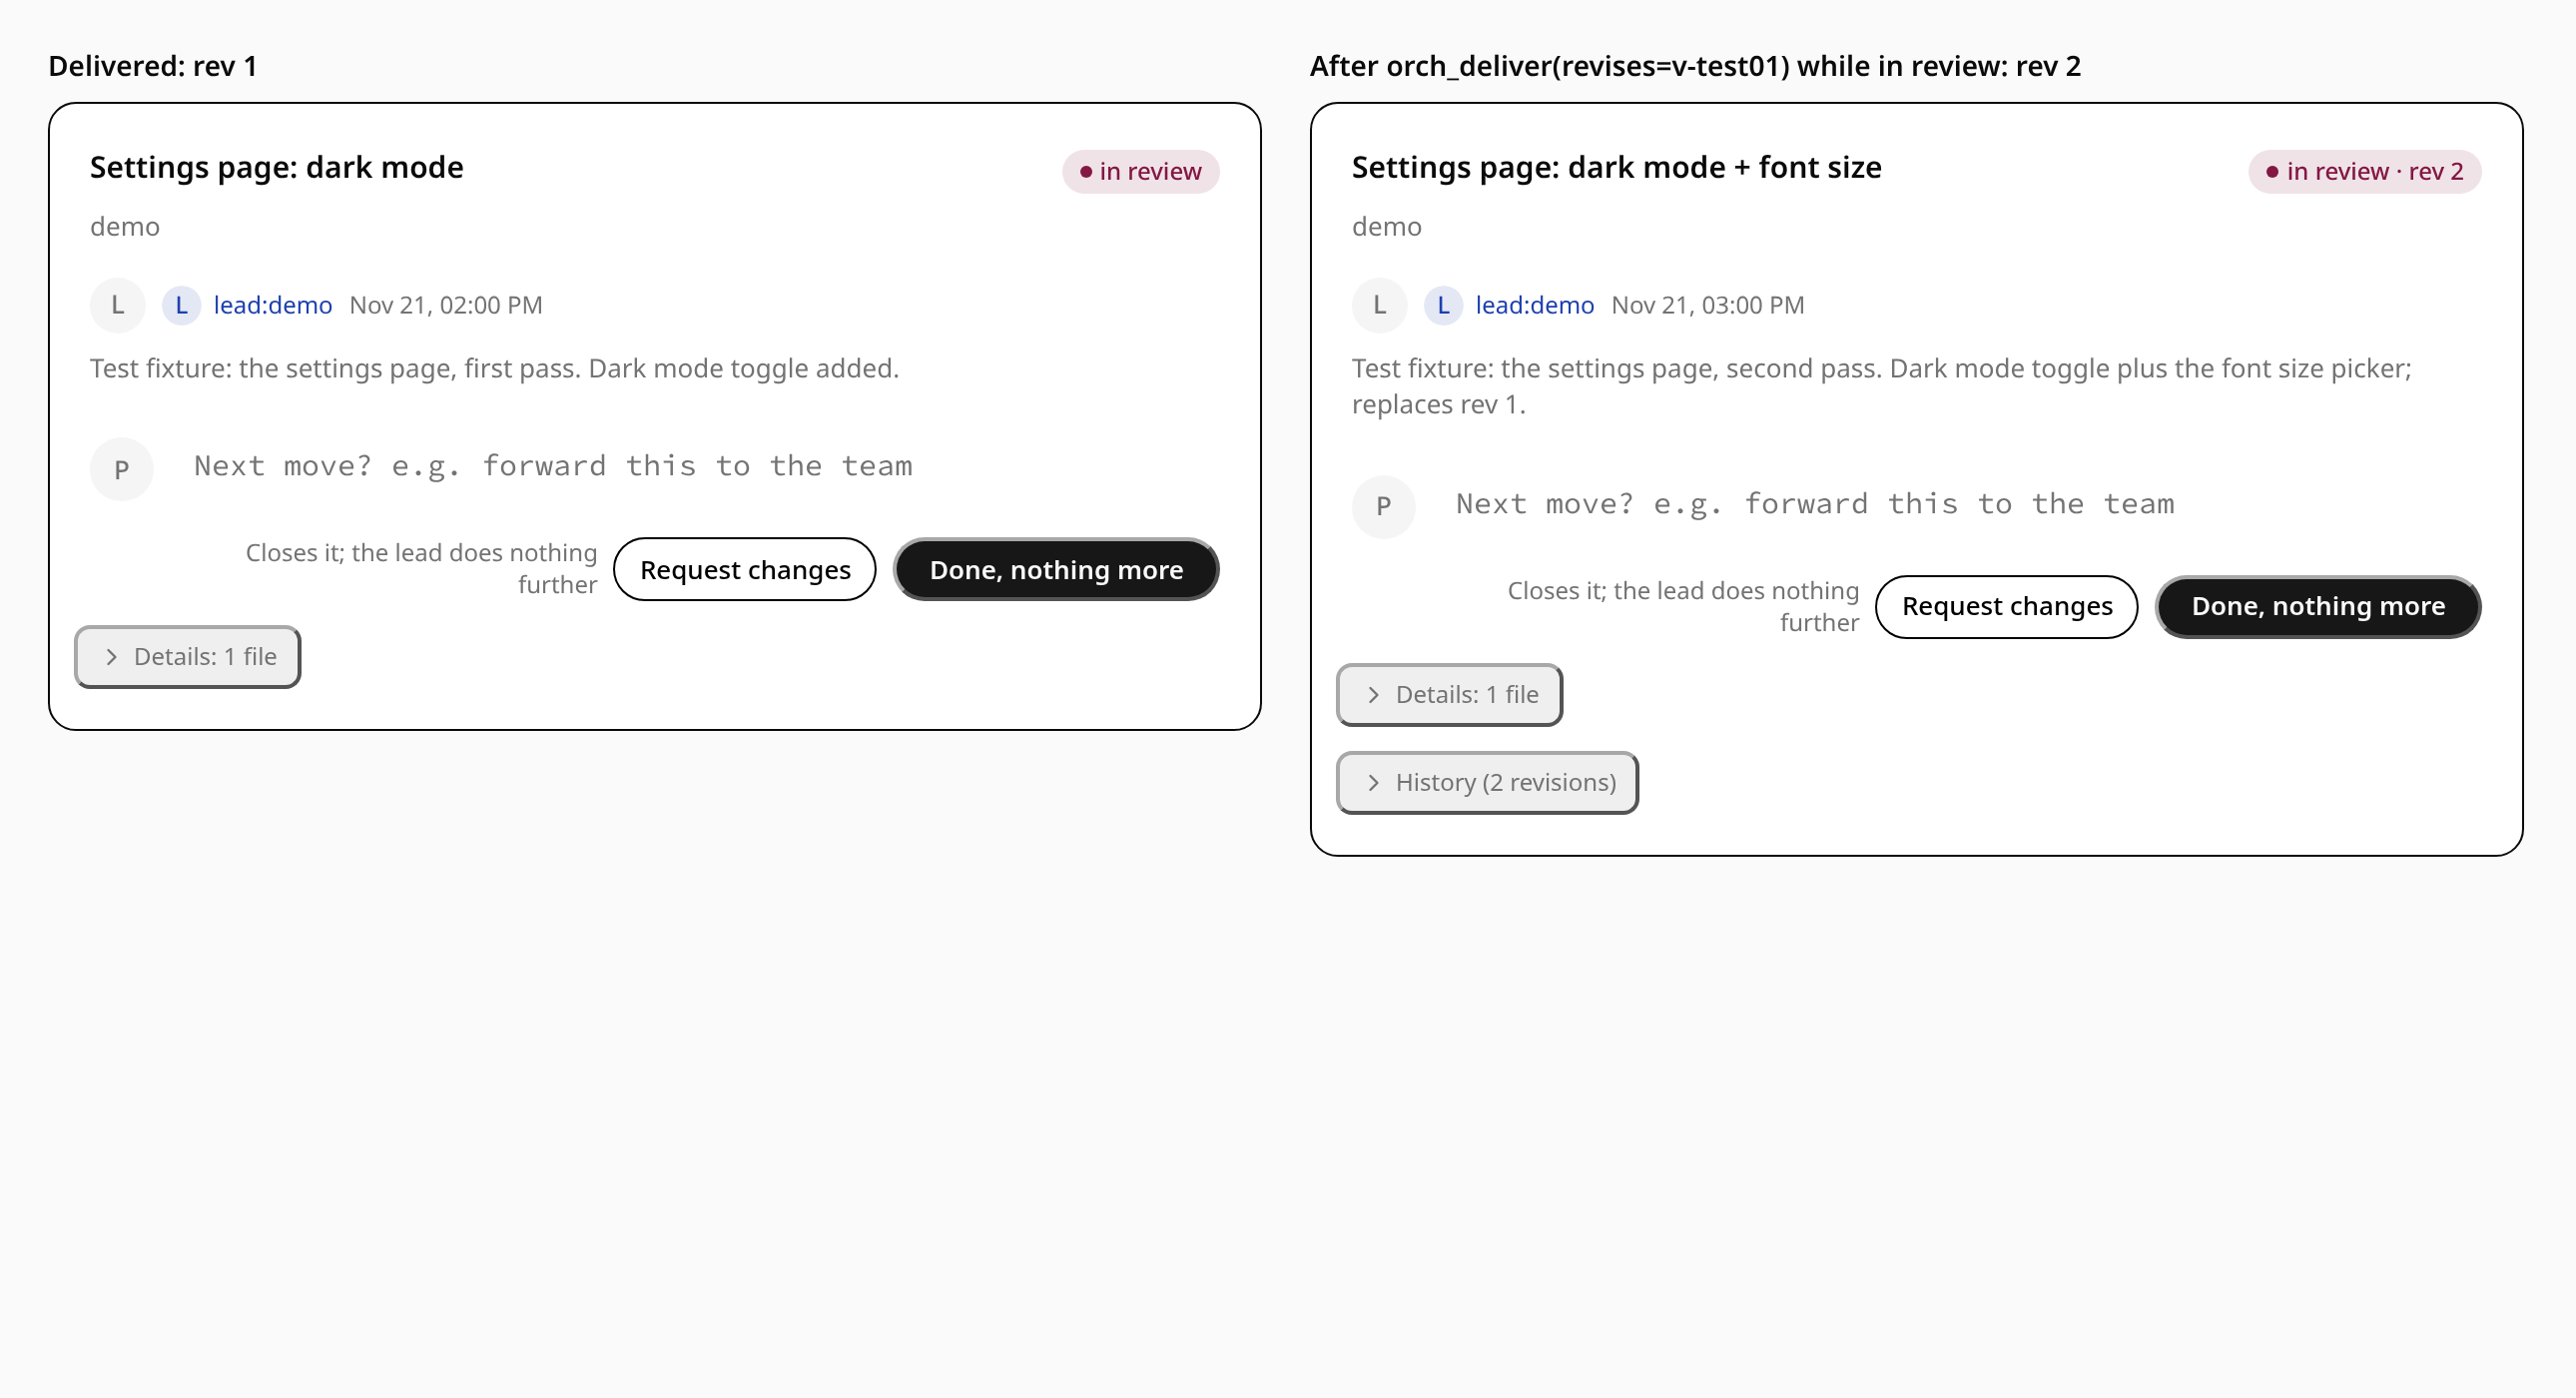 Delivered: rev 1
Settings page: dark mode
in review
demo
L
L lead:demo Nov 21, 02:00 PM
Test fixture: the settings page, first pass. Dark mode toggle added.
P
Next move? e.g. forward this to the team
Closes it; the lead does nothing
further
Request changes
Done, nothing more
Details: 1 file
After orch_deliver(revises=v-test01) while in review: rev 2
Settings page: dark mode + font size
in review · rev 2
demo
L
L lead:demo Nov 21, 03:00 PM
Test fixture: the settings page, second pass. Dark mode toggle plus the font size picker;
replaces rev 1.
P
Next move? e.g. forward this to the team
Closes it; the lead does nothing
further
Request changes
Done, nothing more
Details: 1 file
History (2 revisions)